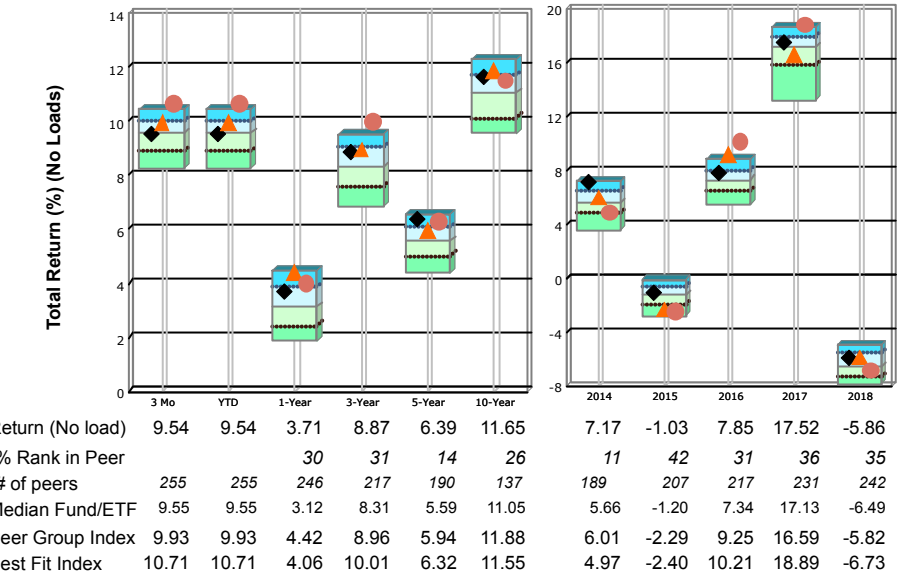 Total Return (%) (No Loads)
14
12
10
8
6
4
2
0
20
16
12
8
4
0
-4
-8
3 Mo YTD 1-Year 3-Year 5-Year 10-Year 2014 2015 2016 2017 2018
(No load) 9.54 9.54 3.71 8.87 6.39 11.65 7.17 -1.03 7.85 17.52 -5.86
% Rank in Peer 30 31 14 26 11 42 31 36 35
# of peers 255 255 246 217 190 137 189 207 217 231 242
Median Fund/ETF 9.55 9.55 3.12 8.31 5.59 11.05 5.66 -1.20 7.34 17.13 -6.49
eer Group Index 9.93 9.93 4.42 8.96 5.94 11.88 6.01 -2.29 9.25 16.59 -5.82
est Fit Index 10.71 10.71 4.06 10.01 6.32 11.55 4.97 -2.40 10.21 18.89 -6.73